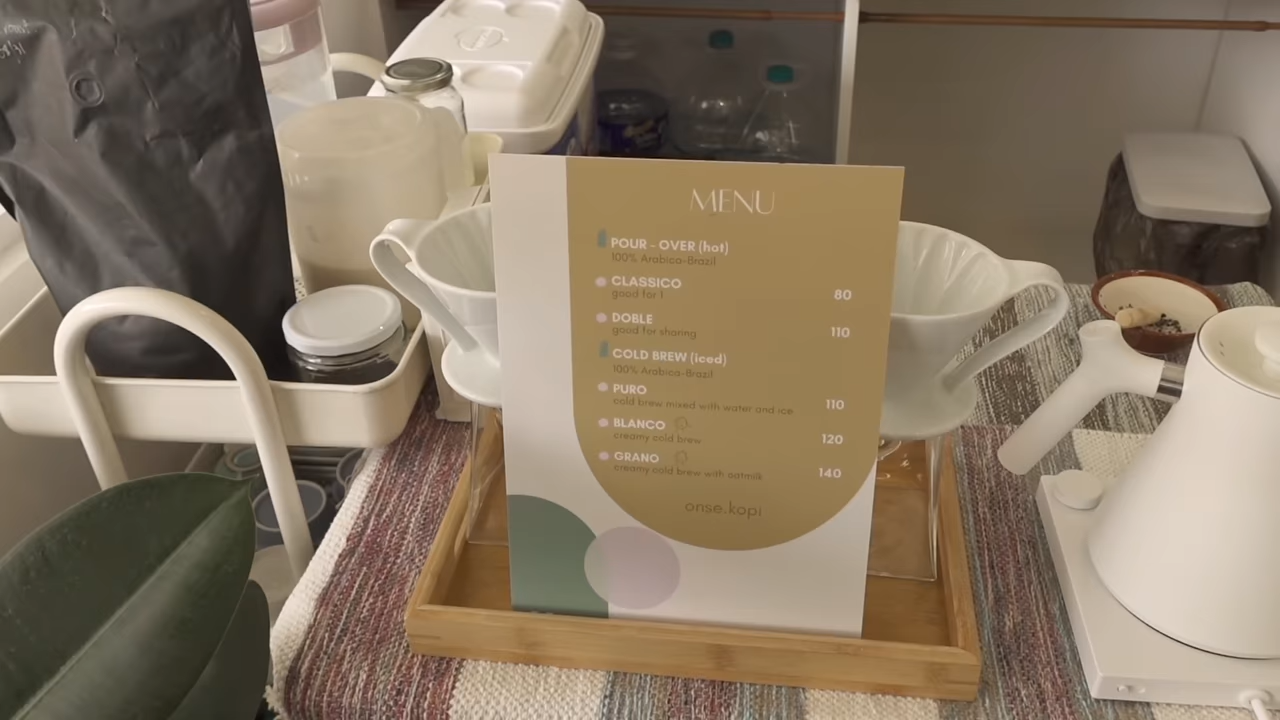 MENU
POUR - OVER (hot)
100% Arabica-Brazil
CLASSICO 80
good for 1
DOBLE 110
good for sharing
COLD BREW (iced)
100% Arabica-Brazil
PURO 110
cold brew mixed with water and ice
BLANCO 120
creamy cold brew
GRANO 140
creamy cold brew with oatmilk
onse.kopi